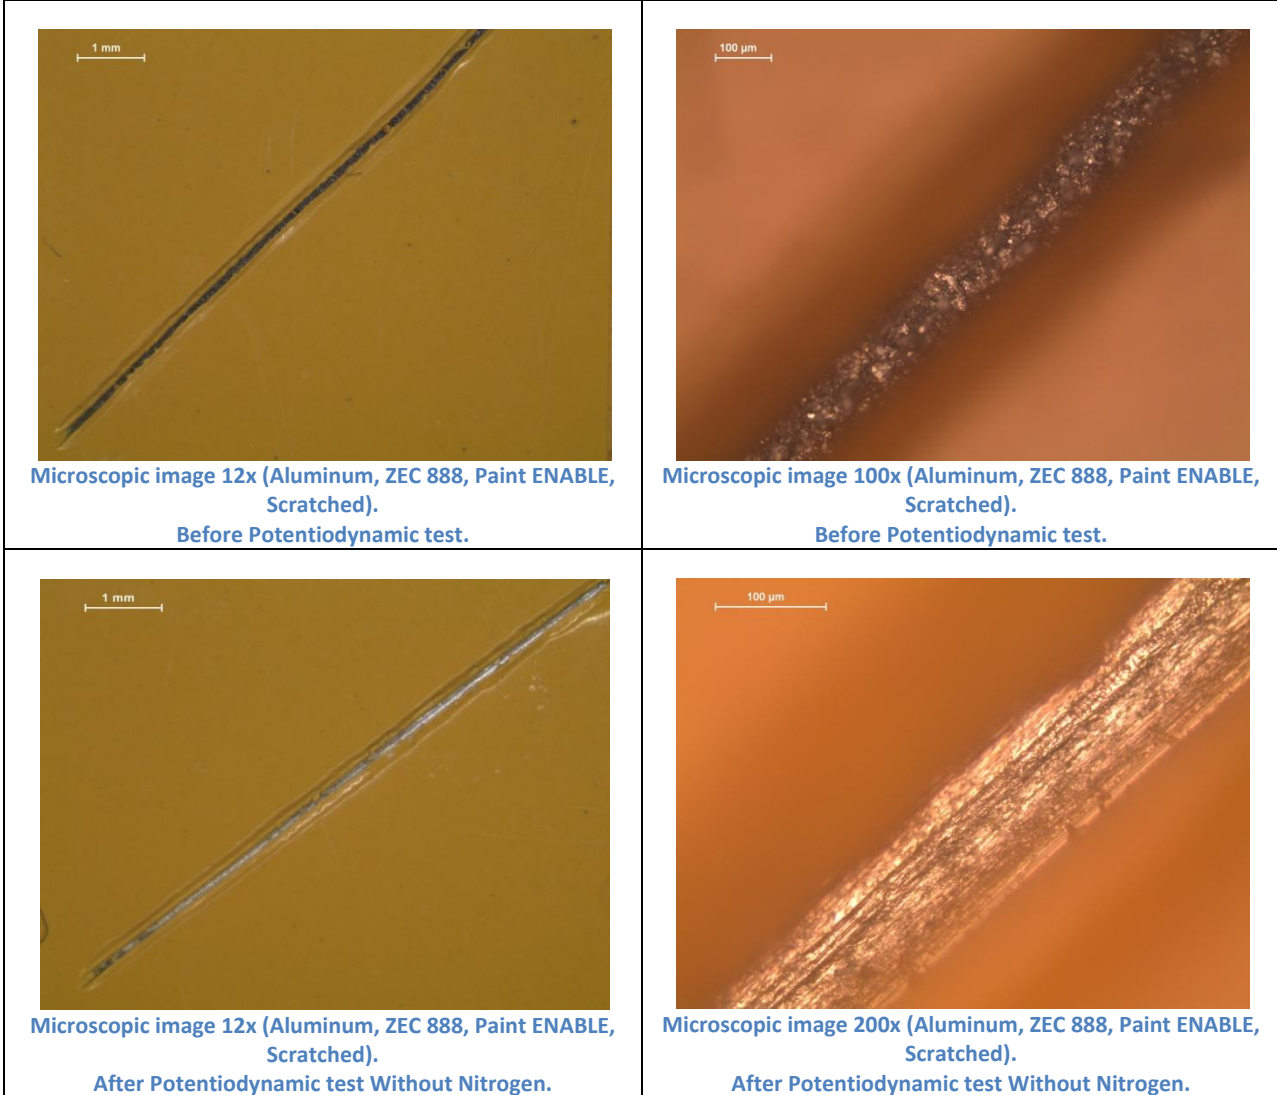 1 mm
100 µm
Microscopic image 12x (Aluminum, ZEC 888, Paint ENABLE,
Scratched).
Before Potentiodynamic test.
Microscopic image 100x (Aluminum, ZEC 888, Paint ENABLE,
Scratched).
Before Potentiodynamic test.
1 mm
100 µm
Microscopic image 12x (Aluminum, ZEC 888, Paint ENABLE,
Scratched).
After Potentiodynamic test Without Nitrogen.
Microscopic image 200x (Aluminum, ZEC 888, Paint ENABLE,
Scratched).
After Potentiodynamic test Without Nitrogen.